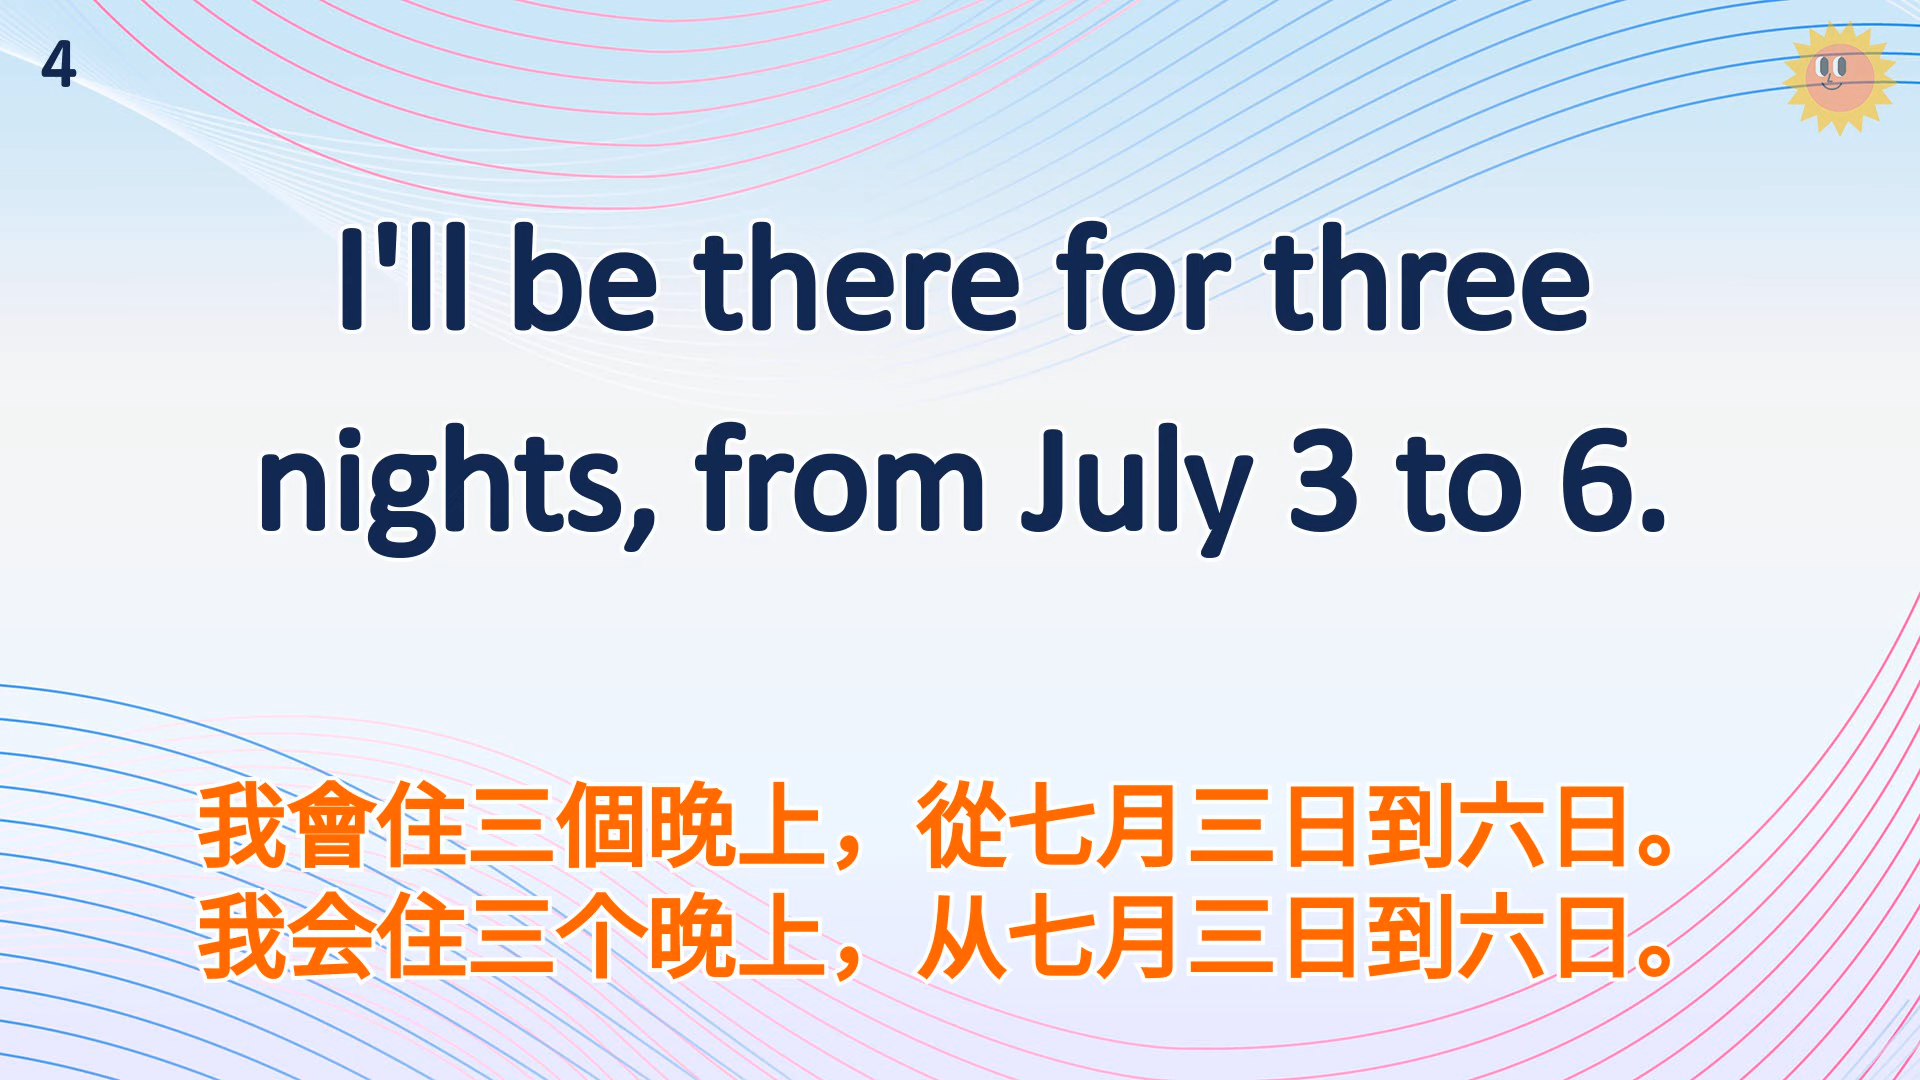 4
I'll be there for three
nights, from July 3 to 6.
我會住三個晚上，從七月三日到六日。
我会住三个晚上，从七月三日到六日。